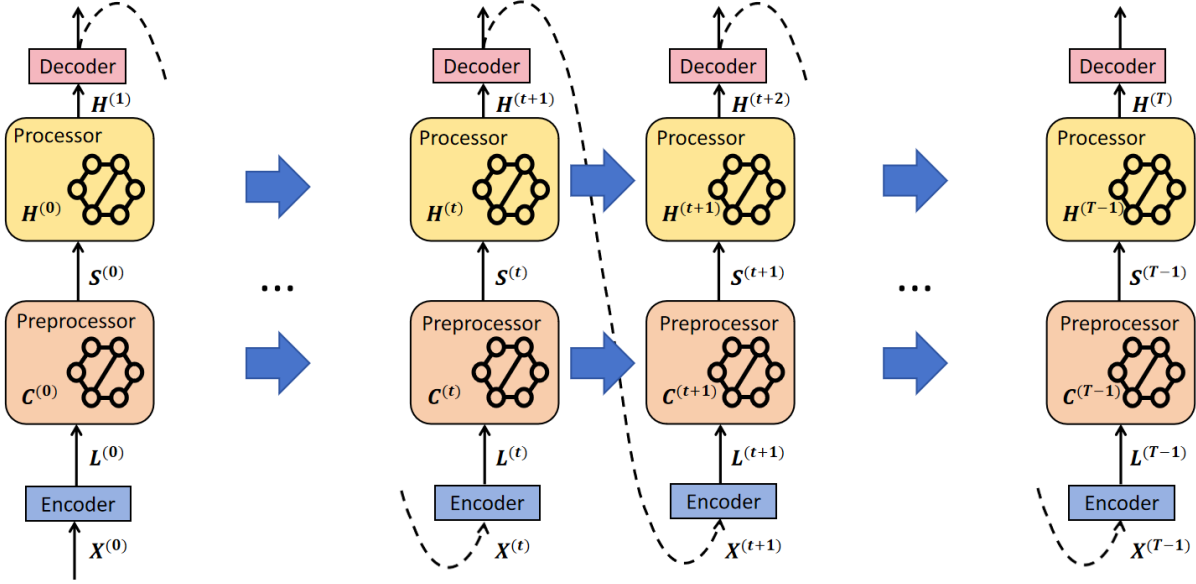 Decoder Decoder Decoder Decoder
H^(1) H^(t+1) H^(t+2) H^(T)
Processor Processor Processor Processor
H^(0) H^(t) H^(t+1) H^(T−1)
S^(0) S^(t) S^(t+1) S^(T−1)
... ...
Preprocessor Preprocessor Preprocessor Preprocessor
C^(0) C^(t) C^(t+1) C^(T−1)
L^(0) L^(t) L^(t+1) L^(T−1)
Encoder Encoder Encoder Encoder
X^(0) X^(t) X^(t+1) X^(T−1)